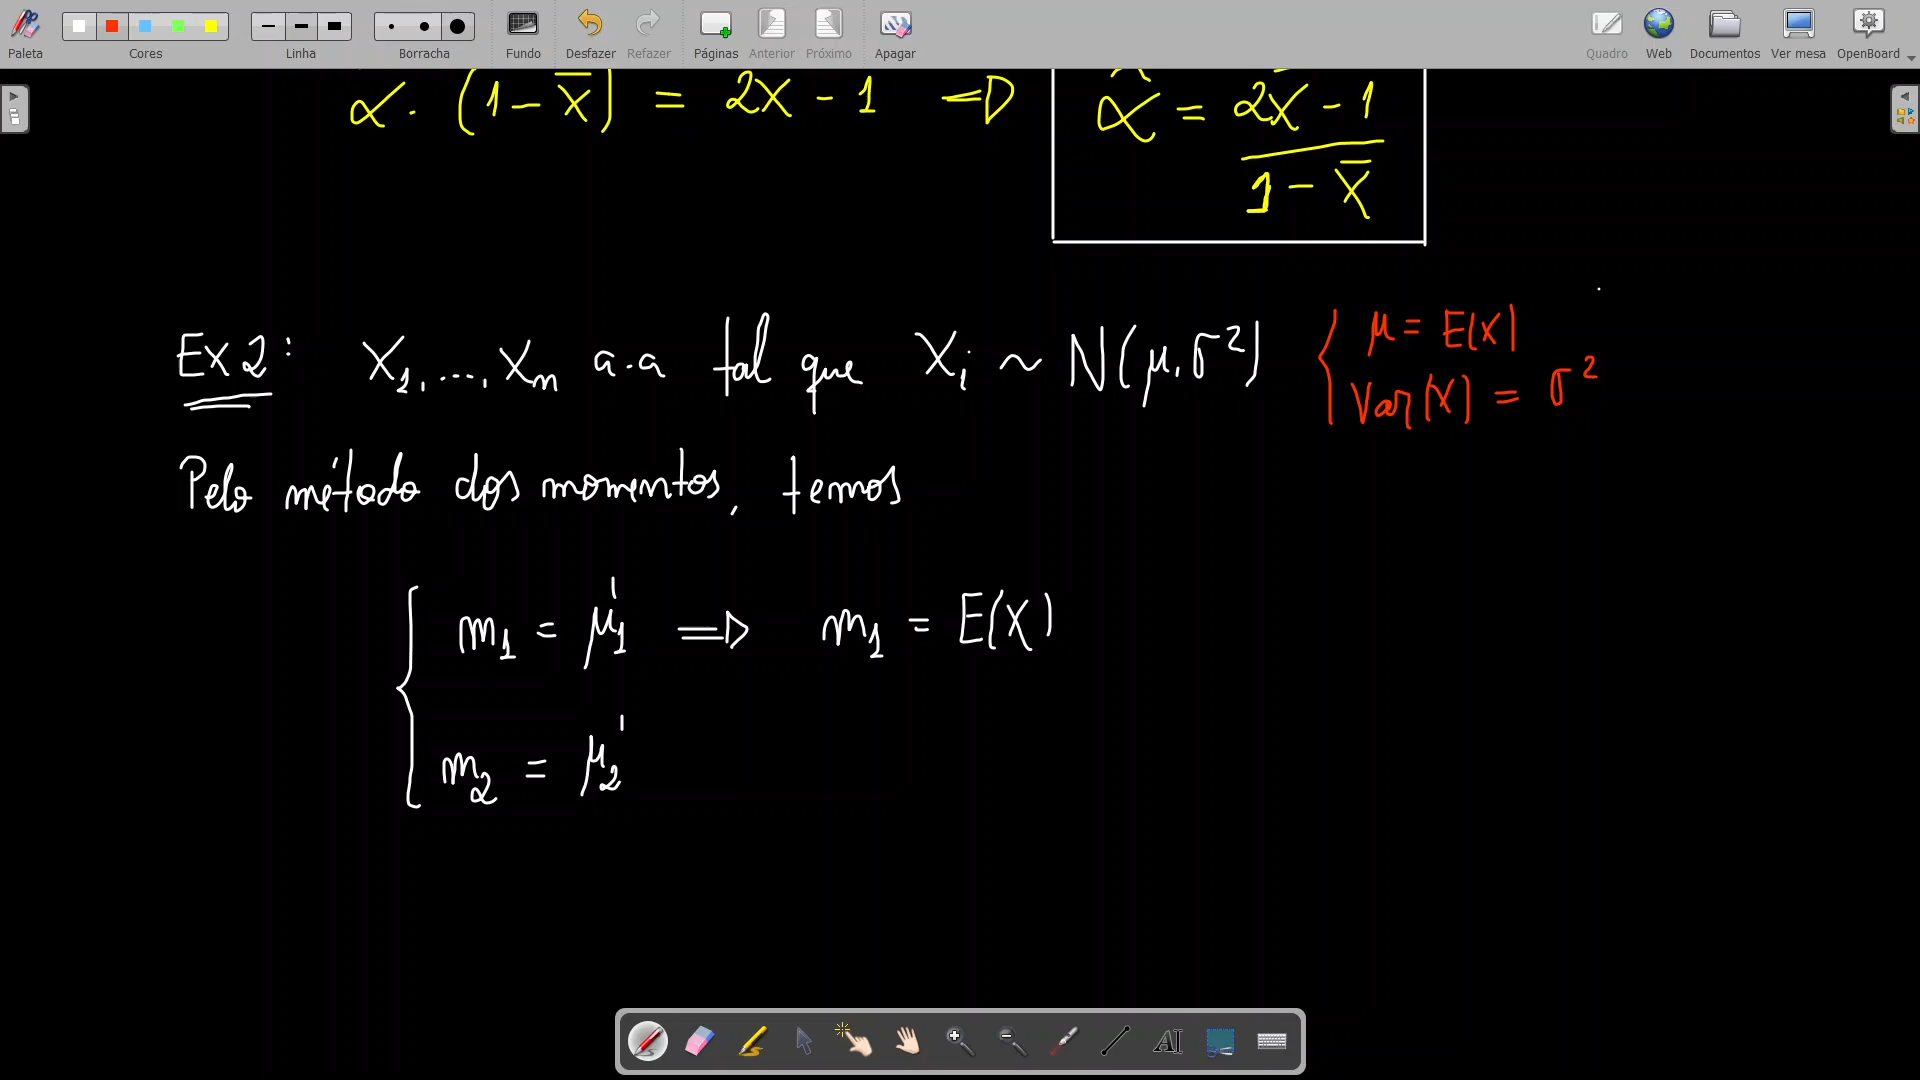 Paleta Cores Linha Borracha Fundo Desfazer Refazer Páginas Anterior Próximo Apagar Quadro Web Documentos Ver mesa OpenBoard
α · (1 − X̄) = 2X − 1 ⇒ α̂ = (2X̄ − 1) / (1 − X̄)
Ex2: X₁, ..., Xₙ a.a tal que Xᵢ ~ N(μ, σ²) { μ = E(X)
Var(X) = σ²
Pelo método dos momentos, temos
{ m₁ = μ₁' ⇒ m₁ = E(X)
m₂ = μ₂'